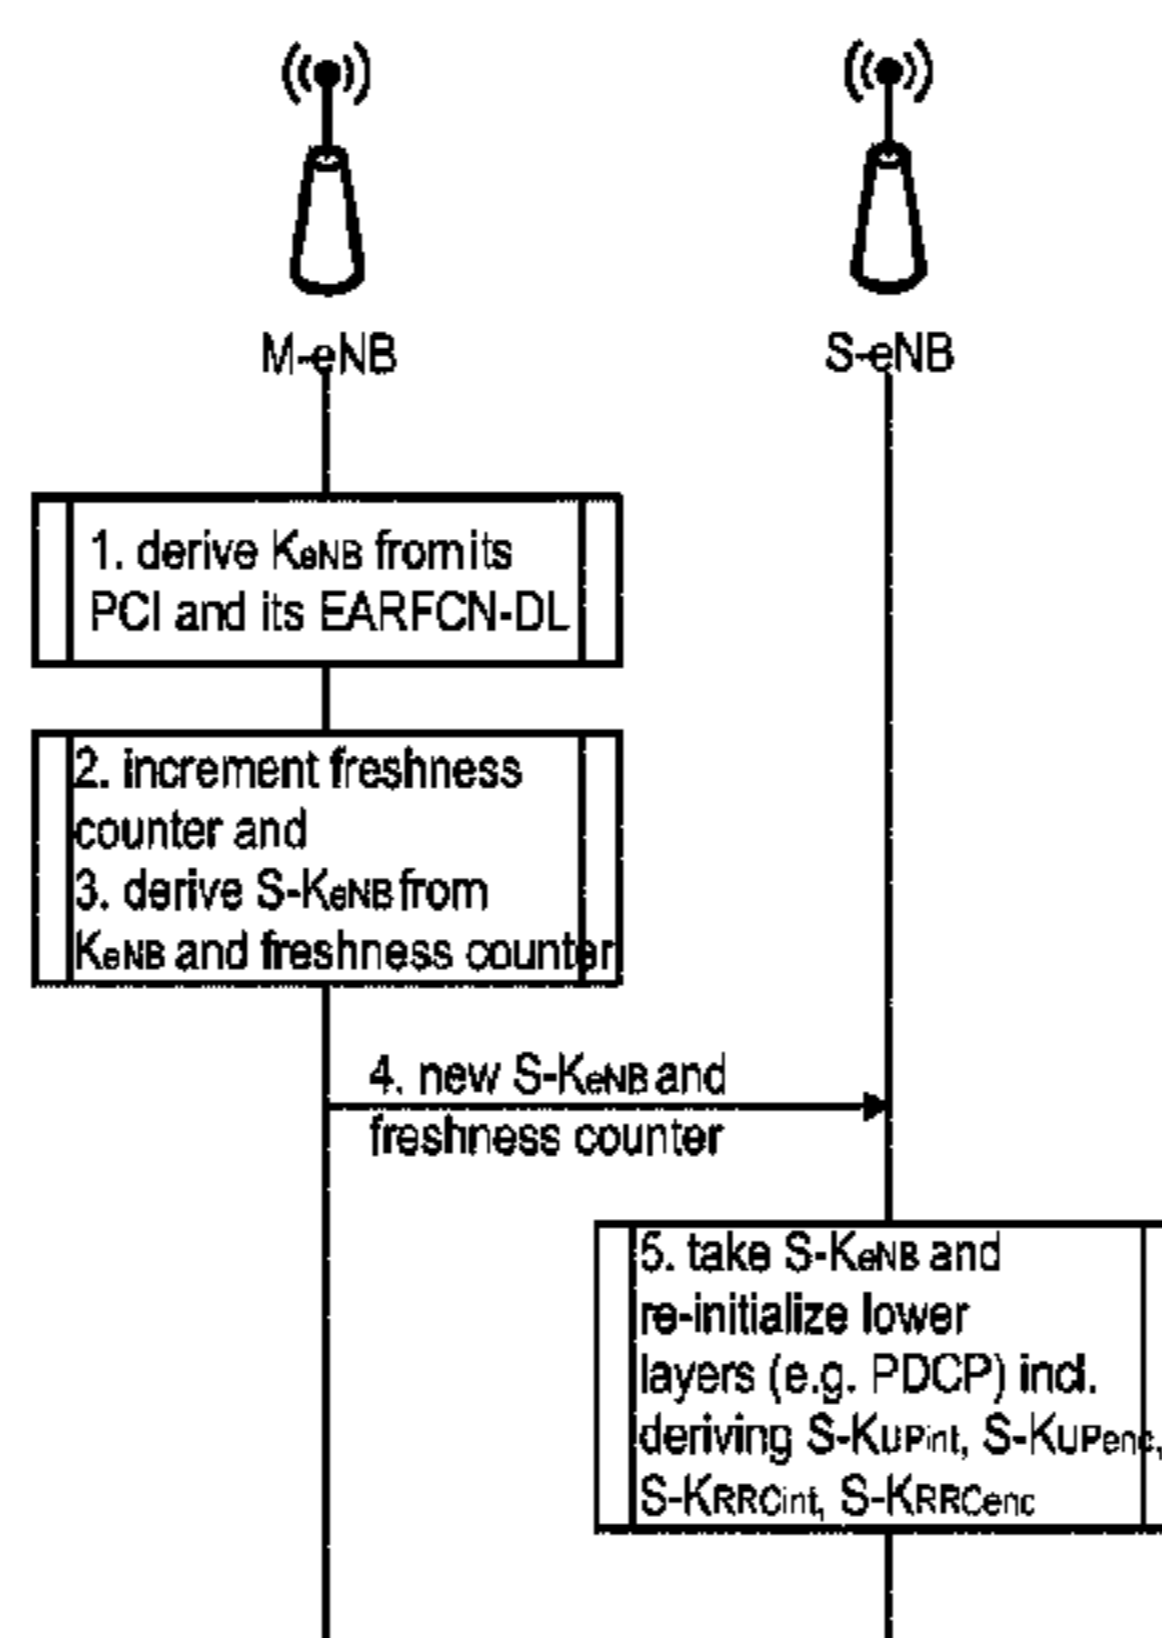 M-eNB
S-eNB
1. derive KeNB from its
PCI and its EARFCN-DL
2. increment freshness
counter and
3. derive S-KeNB from
KeNB and freshness counter
4. new S-KeNB and
freshness counter
5. take S-KeNB and
re-initialize lower
layers (e.g. PDCP) incl.
deriving S-KUPint, S-KUPenc,
S-KRRCint, S-KRRCenc